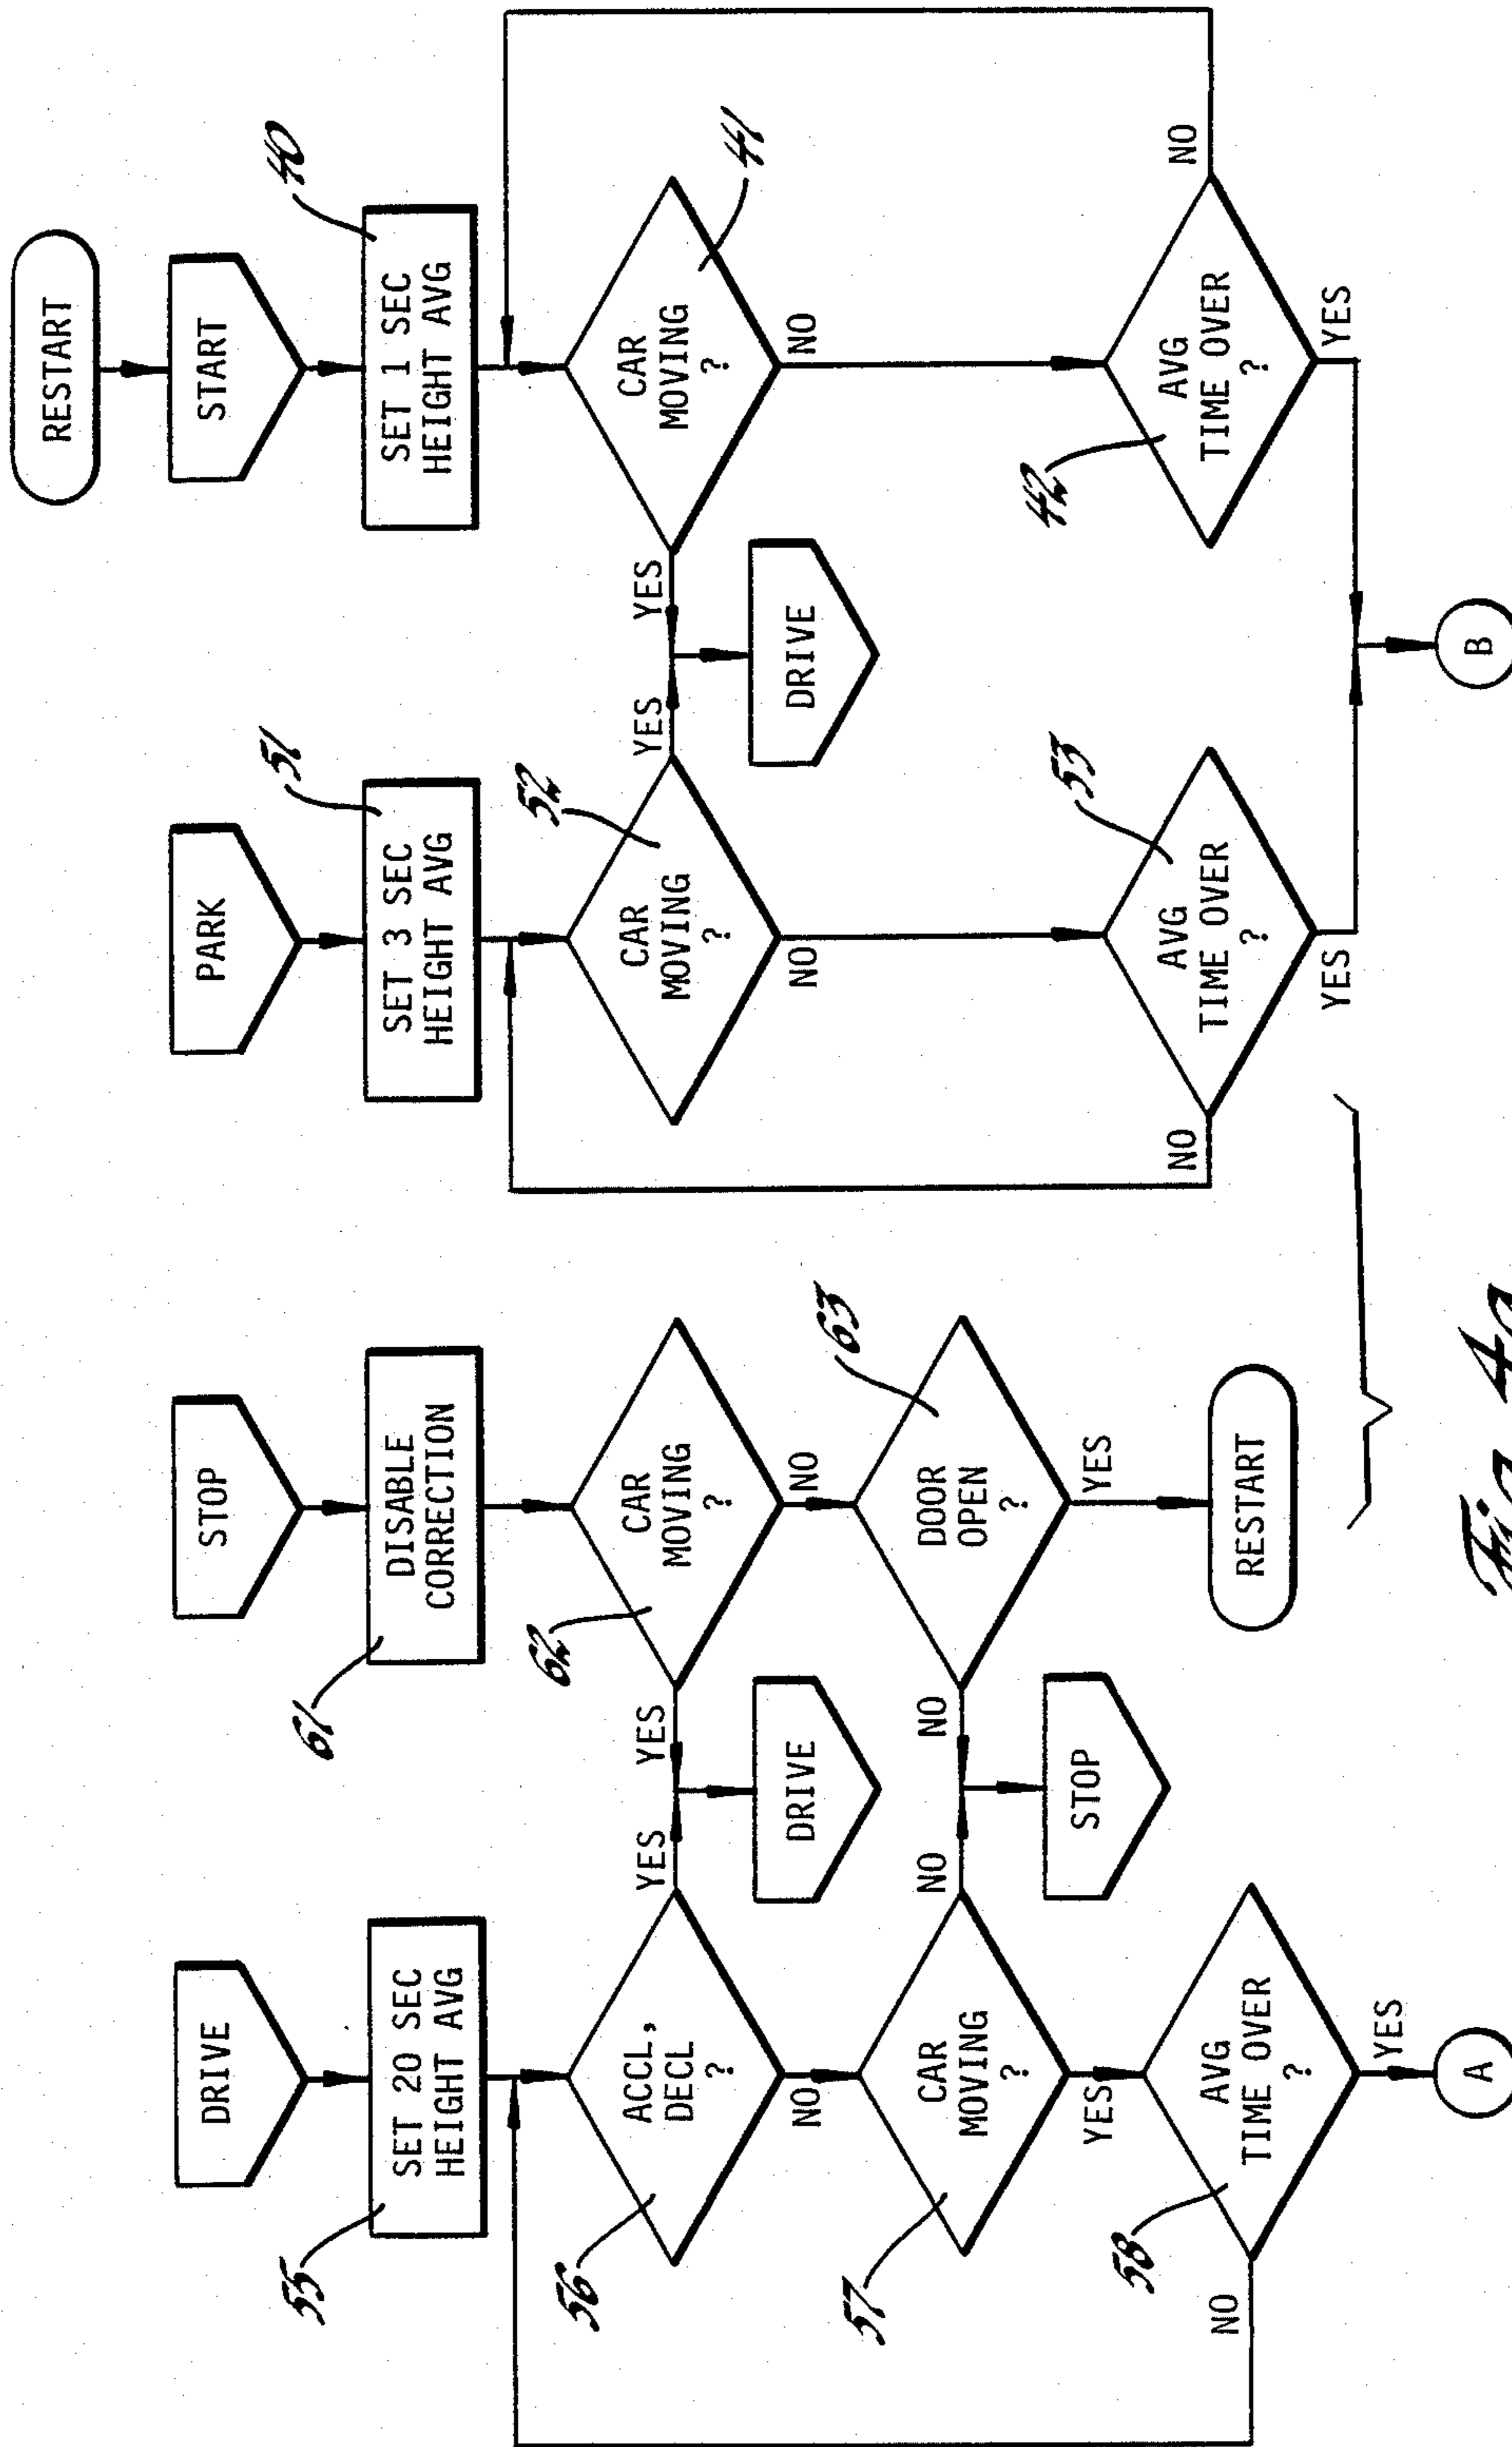 DRIVE
55
SET 20 SEC
HEIGHT AVG
56
ACCL,
DECL
?
YES
NO
57
CAR
MOVING
?
NO
YES
58
AVG
TIME OVER
?
NO
YES
A
DRIVE
STOP
STOP
61
DISABLE
CORRECTION
62
CAR
MOVING
?
YES
NO
63
DOOR
OPEN
?
NO
YES
RESTART
PARK
51
SET 3 SEC
HEIGHT AVG
52
CAR
MOVING
?
YES
NO
53
AVG
TIME OVER
?
NO
YES
DRIVE
B
RESTART
START
40
SET 1 SEC
HEIGHT AVG
41
CAR
MOVING
?
YES
NO
42
AVG
TIME OVER
?
NO
YES
Fig. 4a